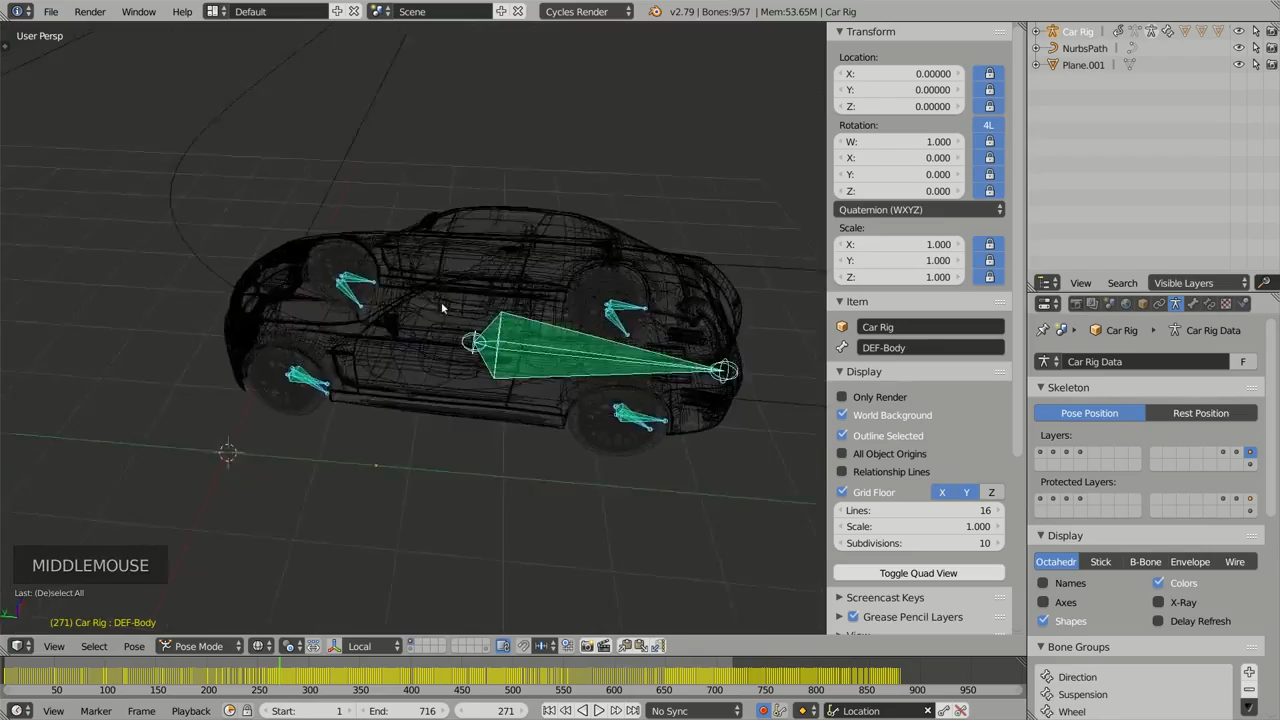 File Render Window Help Default Scene Cycles Render v2.79 | Bones:9/57 | Mem:53.65M | Car Rig
User Persp
Transform
Location:
X: 0.00000
Y: 0.00000
Z: 0.00000
Rotation: 4L
W: 1.000
X: 0.000
Y: 0.000
Z: 0.000
Quaternion (WXYZ)
Scale:
X: 1.000
Y: 1.000
Z: 1.000
Item
Car Rig
DEF-Body
Display
Only Render
World Background
Outline Selected
All Object Origins
Relationship Lines
Grid Floor X Y Z
Lines: 16
Scale: 1.000
Subdivisions: 10
Toggle Quad View
Screencast Keys
Grease Pencil Layers
Car Rig
NurbsPath
Plane.001
View Search Visible Layers
Car Rig Car Rig Data
Car Rig Data F
Skeleton
Pose Position Rest Position
Layers:
Protected Layers:
Display
Octahedr Stick B-Bone Envelope Wire
Names Colors
Axes X-Ray
Shapes Delay Refresh
Bone Groups
Direction
Suspension
Wheel
MIDDLEMOUSE
Last: (De)select All
y
(271) Car Rig : DEF-Body
View Select Pose Pose Mode Local
50 100 150 200 250 300 350 400 450 500 550 600 650 700 750 800 850 900 950
View Marker Frame Playback Start: 1 End: 716 271 No Sync Location